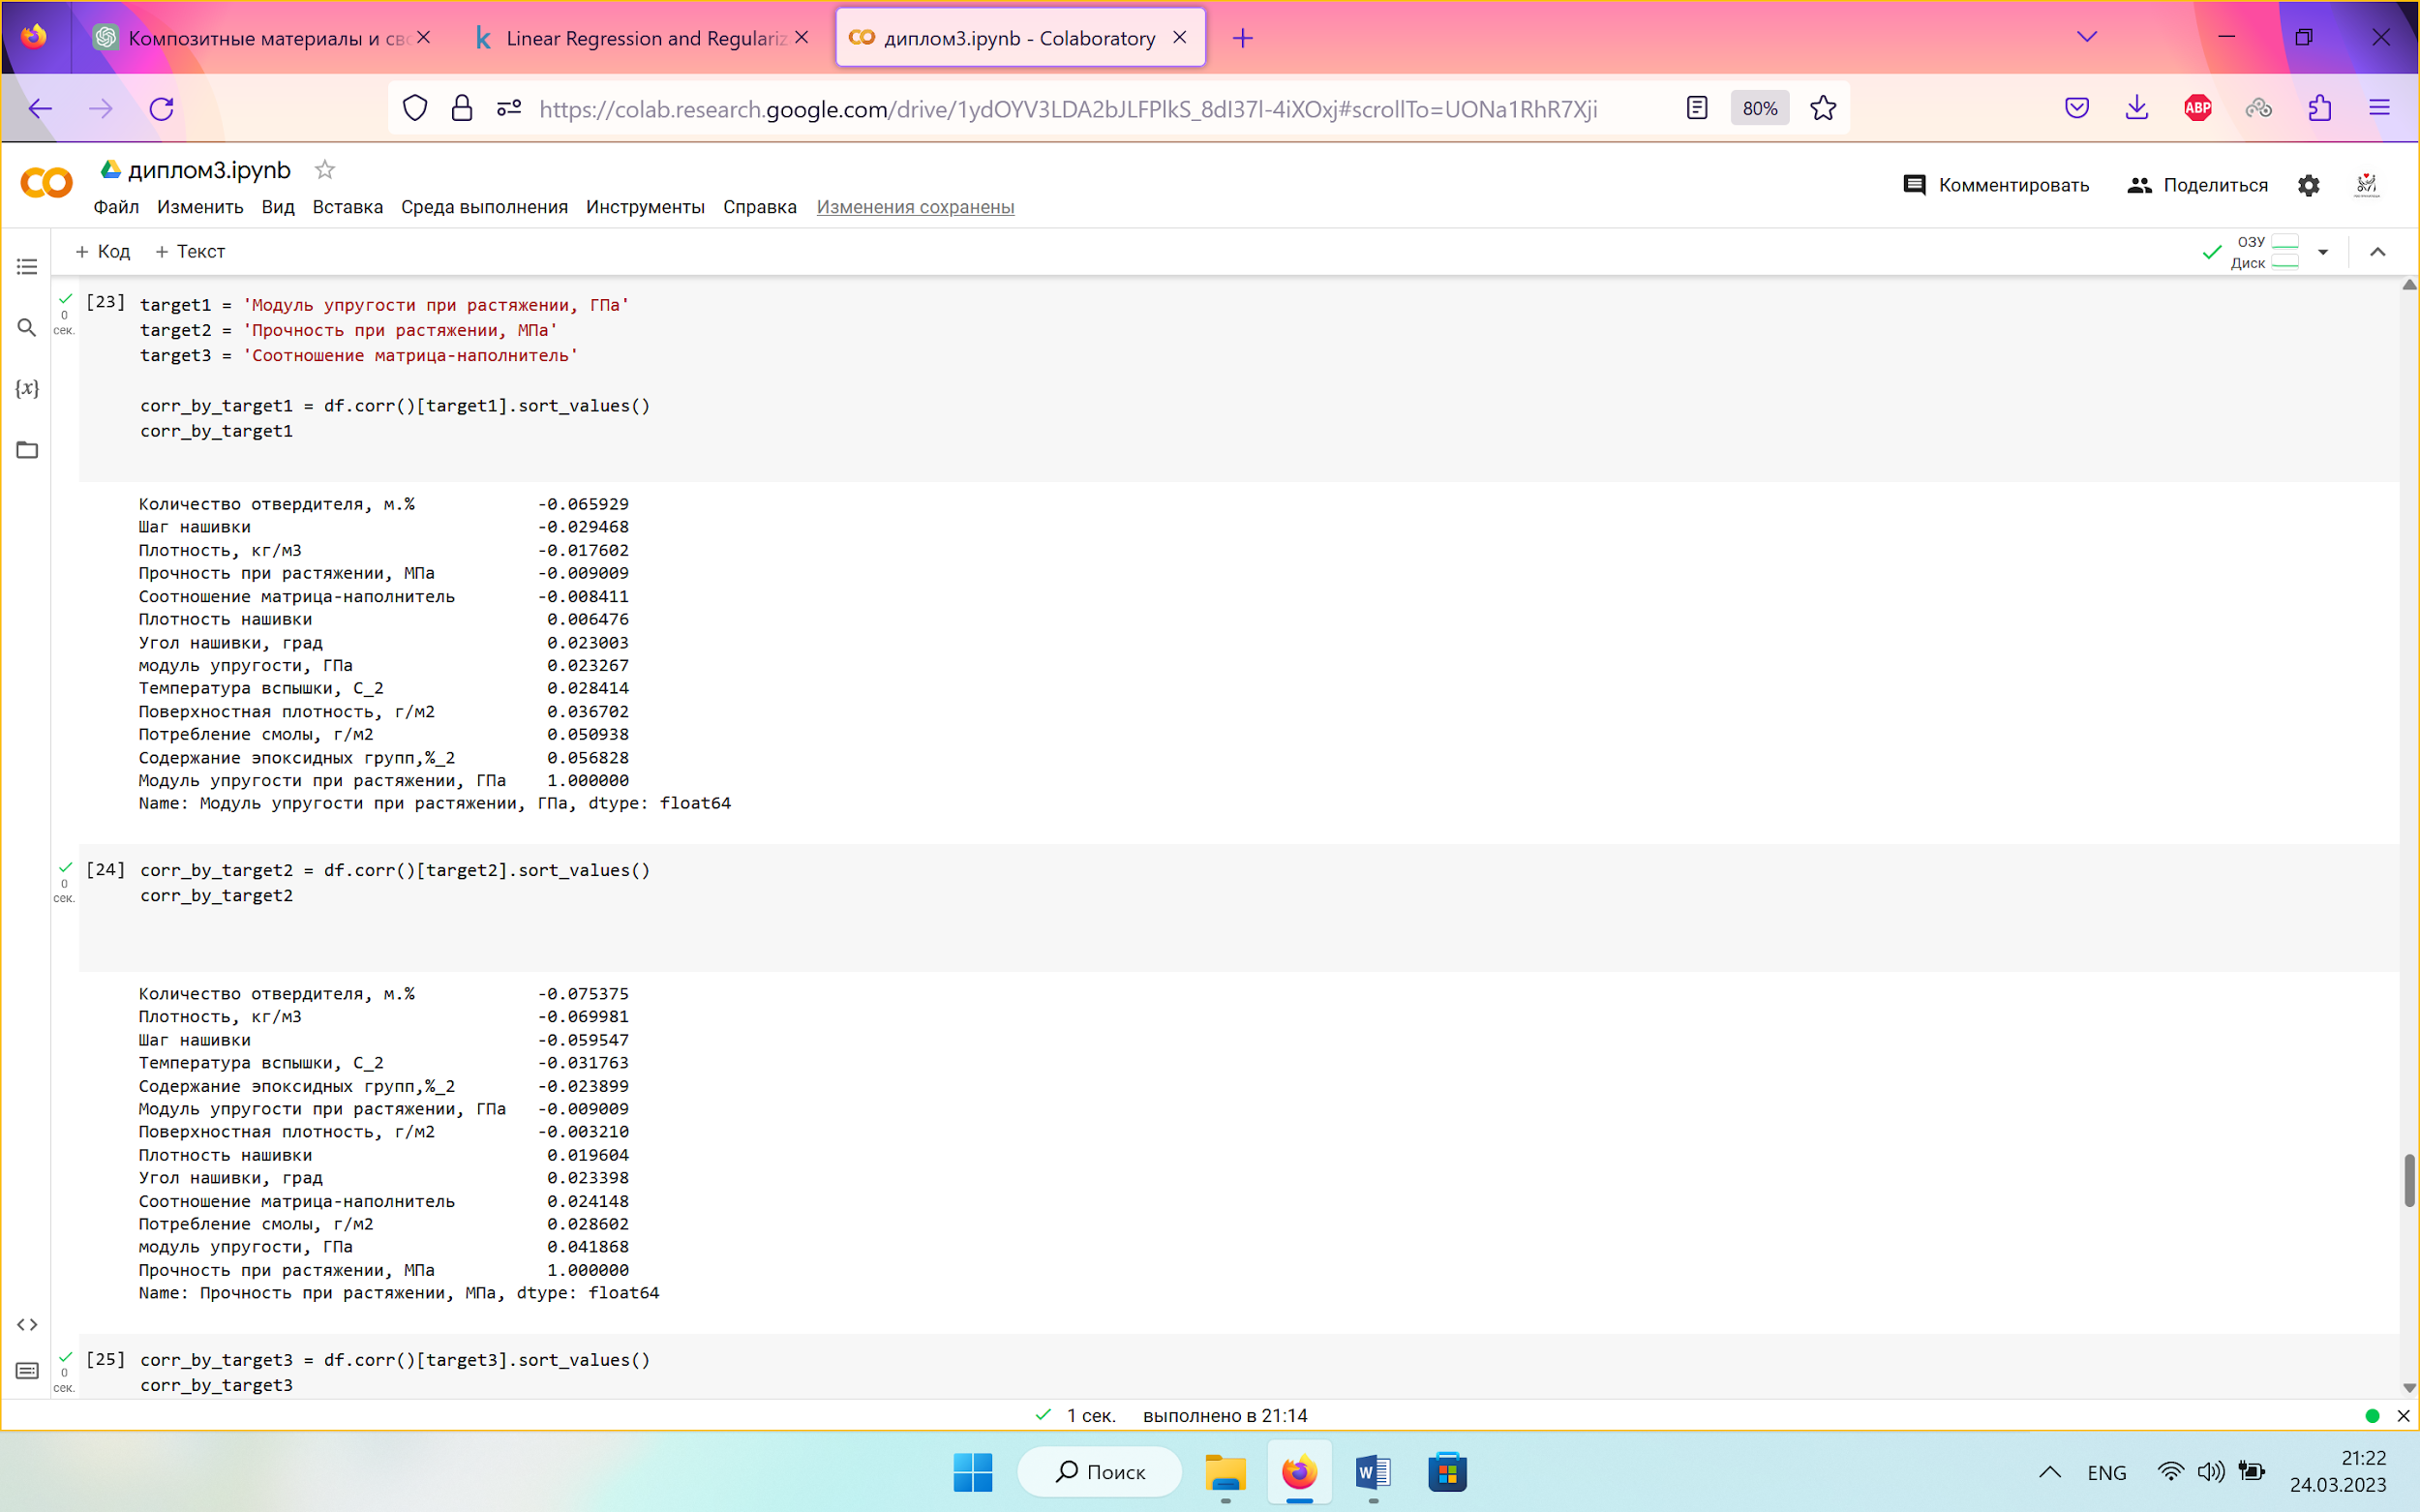 Композитные материалы и сво
Linear Regression and Regulariz
диплом3.ipynb - Colaboratory
https://colab.research.google.com/drive/1ydOYV3LDA2bJLFPlkS_8dI37l-4iXOxj#scrollTo=UONa1RhR7Xji
80%
ABP
диплом3.ipynb
Комментировать
Поделиться
Файл Изменить Вид Вставка Среда выполнения Инструменты Справка Изменения сохранены
+ Код + Текст
ОЗУ
Диск
[23] target1 = 'Модуль упругости при растяжении, ГПа'
0
target2 = 'Прочность при растяжении, МПа'
сек.
target3 = 'Соотношение матрица-наполнитель'
{x}
corr_by_target1 = df.corr()[target1].sort_values()
corr_by_target1
Количество отвердителя, м.% -0.065929
Шаг нашивки -0.029468
Плотность, кг/м3 -0.017602
Прочность при растяжении, МПа -0.009009
Соотношение матрица-наполнитель -0.008411
Плотность нашивки 0.006476
Угол нашивки, град 0.023003
модуль упругости, ГПа 0.023267
Температура вспышки, С_2 0.028414
Поверхностная плотность, г/м2 0.036702
Потребление смолы, г/м2 0.050938
Содержание эпоксидных групп,%_2 0.056828
Модуль упругости при растяжении, ГПа 1.000000
Name: Модуль упругости при растяжении, ГПа, dtype: float64
[24] corr_by_target2 = df.corr()[target2].sort_values()
0
сек.
corr_by_target2
Количество отвердителя, м.% -0.075375
Плотность, кг/м3 -0.069981
Шаг нашивки -0.059547
Температура вспышки, С_2 -0.031763
Содержание эпоксидных групп,%_2 -0.023899
Модуль упругости при растяжении, ГПа -0.009009
Поверхностная плотность, г/м2 -0.003210
Плотность нашивки 0.019604
Угол нашивки, град 0.023398
Соотношение матрица-наполнитель 0.024148
Потребление смолы, г/м2 0.028602
модуль упругости, ГПа 0.041868
Прочность при растяжении, МПа 1.000000
Name: Прочность при растяжении, МПа, dtype: float64
[25] corr_by_target3 = df.corr()[target3].sort_values()
0
сек.
corr_by_target3
1 сек. выполнено в 21:14
Поиск
ENG
21:22
24.03.2023